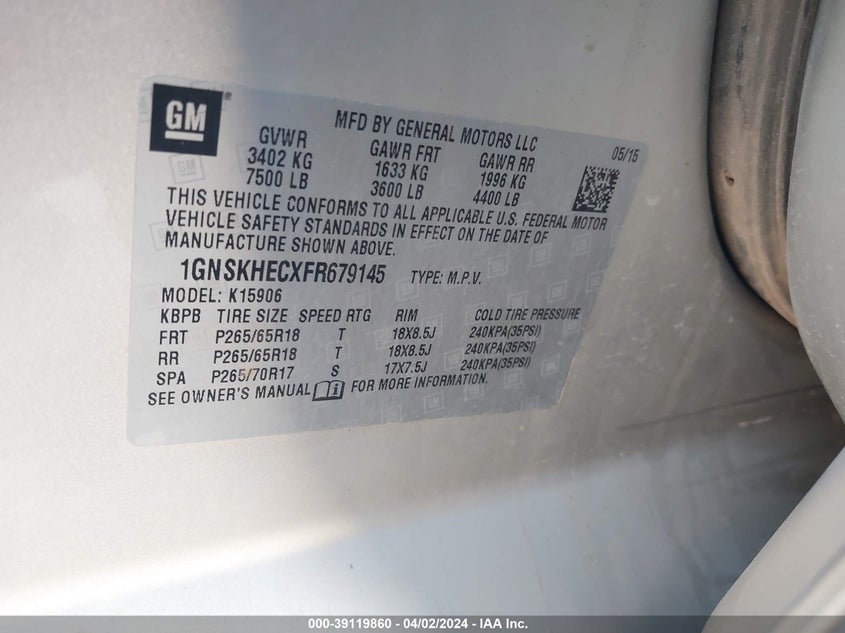 GM®
MFD BY GENERAL MOTORS LLC
05/15
GVWR GAWR FRT GAWR RR
3402 KG 1633 KG 1996 KG
7500 LB 3600 LB 4400 LB
THIS VEHICLE CONFORMS TO ALL APPLICABLE U.S. FEDERAL MOTOR
VEHICLE SAFETY STANDARDS IN EFFECT ON THE DATE OF
MANUFACTURE SHOWN ABOVE.
1GNSKHECXFR679145 TYPE: M.P.V.
MODEL: K15906
KBPB TIRE SIZE SPEED RTG RIM COLD TIRE PRESSURE
FRT P265/65R18 T 18X8.5J 240KPA(35PSI)
RR P265/65R18 T 18X8.5J 240KPA(35PSI)
SPA P265/70R17 S 17X7.5J 240KPA(35PSI)
SEE OWNER'S MANUAL FOR MORE INFORMATION.
000-39119860 - 04/02/2024 - IAA Inc.